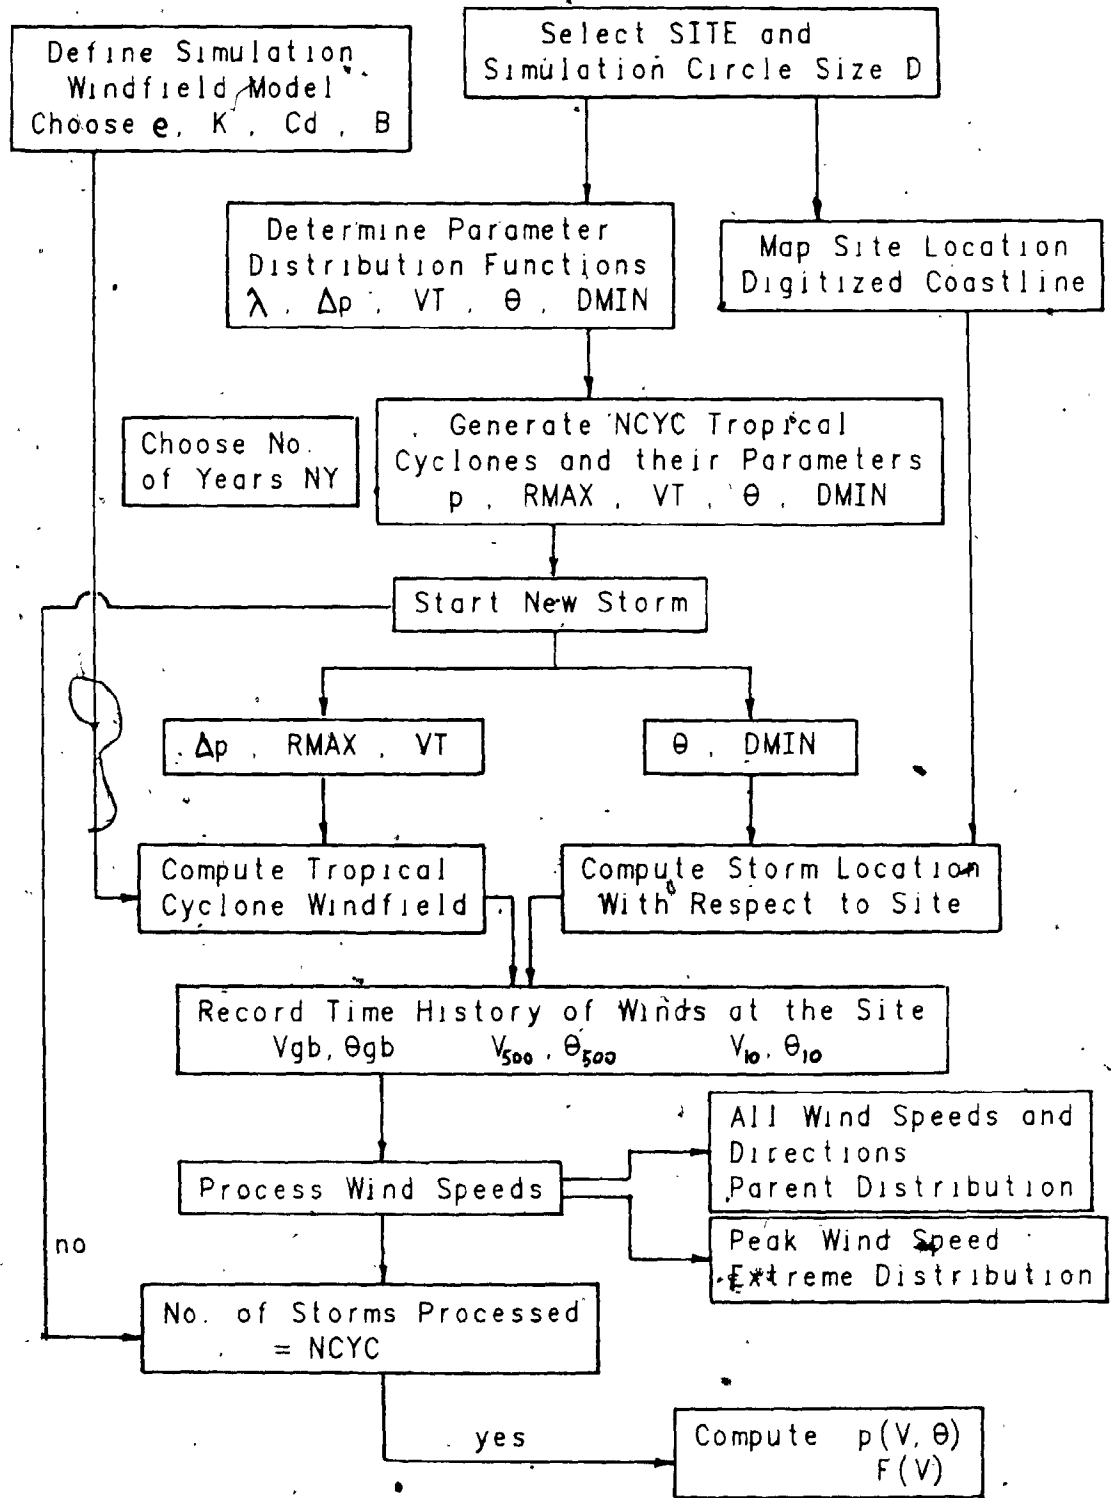 Define Simulation
Windfield Model
Choose e, K, Cd, B
Select SITE and
Simulation Circle Size D
Determine Parameter
Distribution Functions
λ, Δp, VT, θ, DMIN
Map Site Location
Digitized Coastline
Choose No.
of Years NY
Generate NCYC Tropical
Cyclones and their Parameters
p, RMAX, VT, θ, DMIN
Start New Storm
Δp, RMAX, VT
θ, DMIN
Compute Tropical
Cyclone Windfield
Compute Storm Location
With Respect to Site
Record Time History of Winds at the Site
Vgb, θgb V500, θ500 V10, θ10
All Wind Speeds and
Directions
Parent Distribution
Process Wind Speeds
Peak Wind Speed
Extreme Distribution
no
No. of Storms Processed
= NCYC
yes
Compute p(V, θ)
F(V)